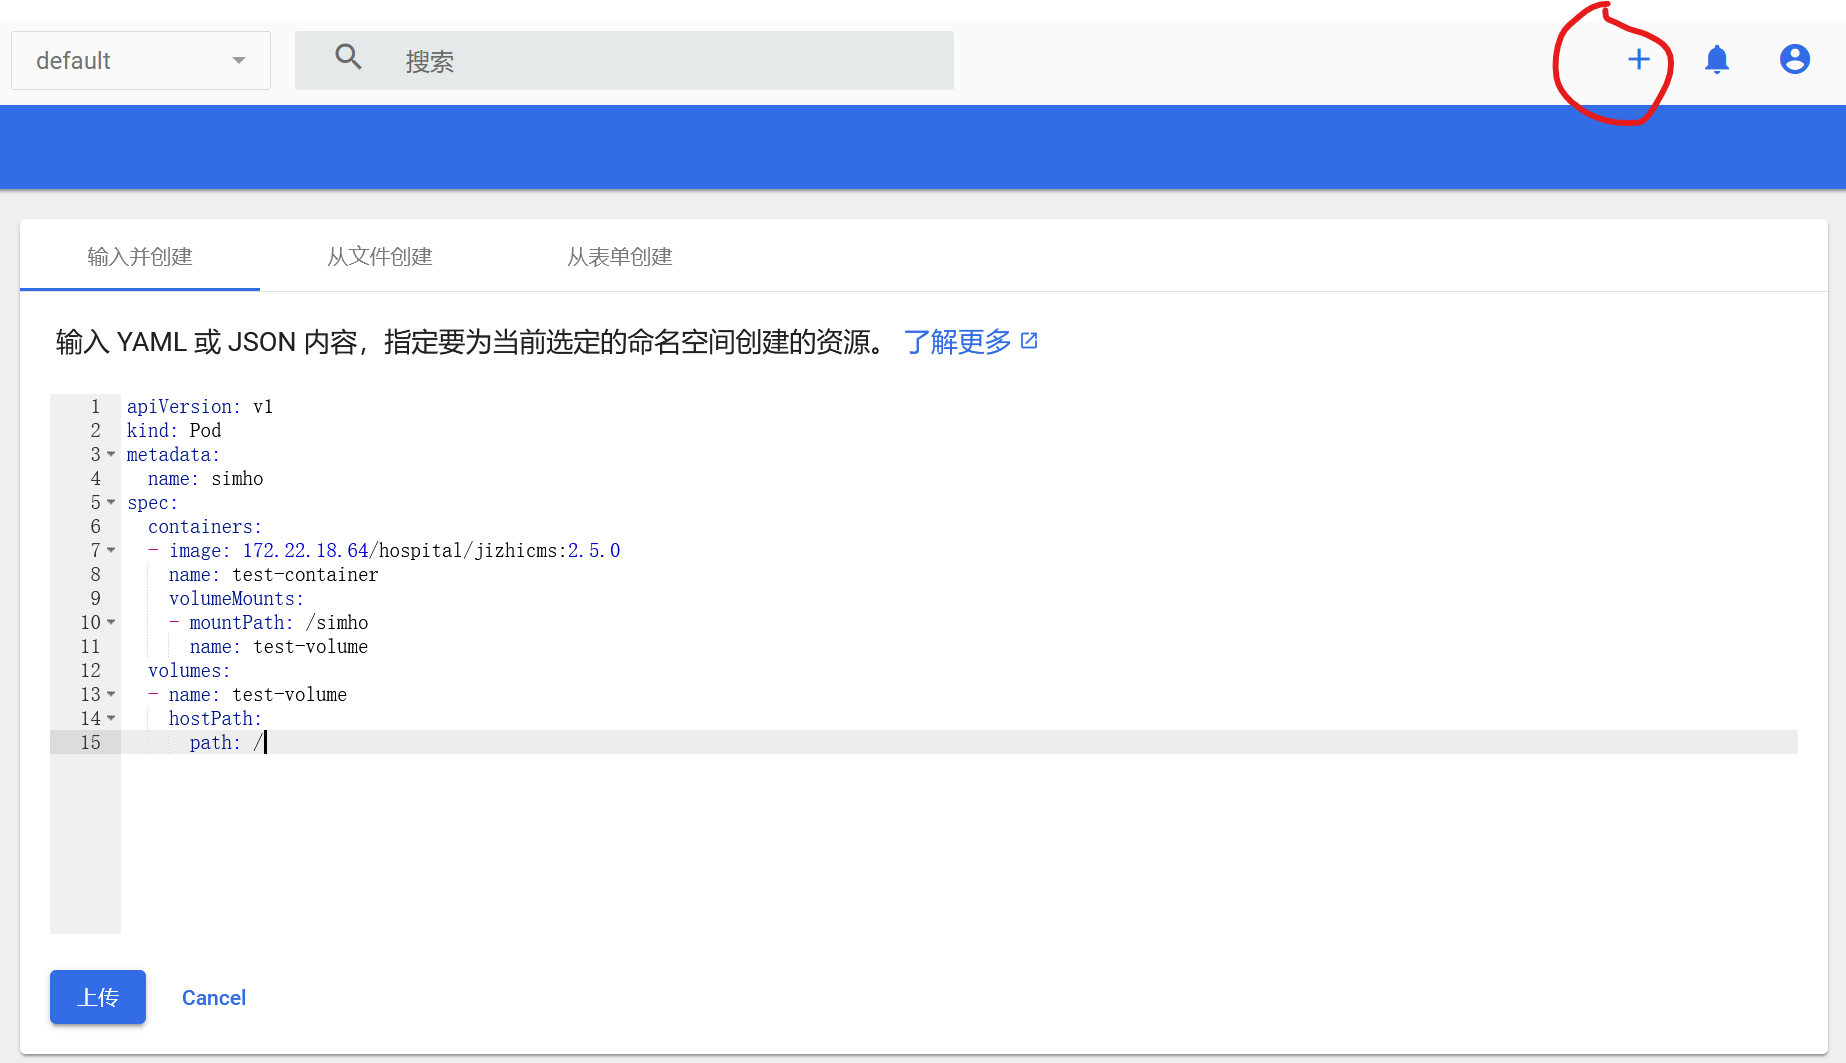 default
搜索
输入并创建
从文件创建
从表单创建
输入 YAML 或 JSON 内容，指定要为当前选定的命名空间创建的资源。 了解更多
1 apiVersion: v1
2 kind: Pod
3 metadata:
4   name: simho
5 spec:
6   containers:
7   - image: 172.22.18.64/hospital/jizhicms:2.5.0
8     name: test-container
9     volumeMounts:
10     - mountPath: /simho
11       name: test-volume
12   volumes:
13   - name: test-volume
14     hostPath:
15       path: /
上传
Cancel